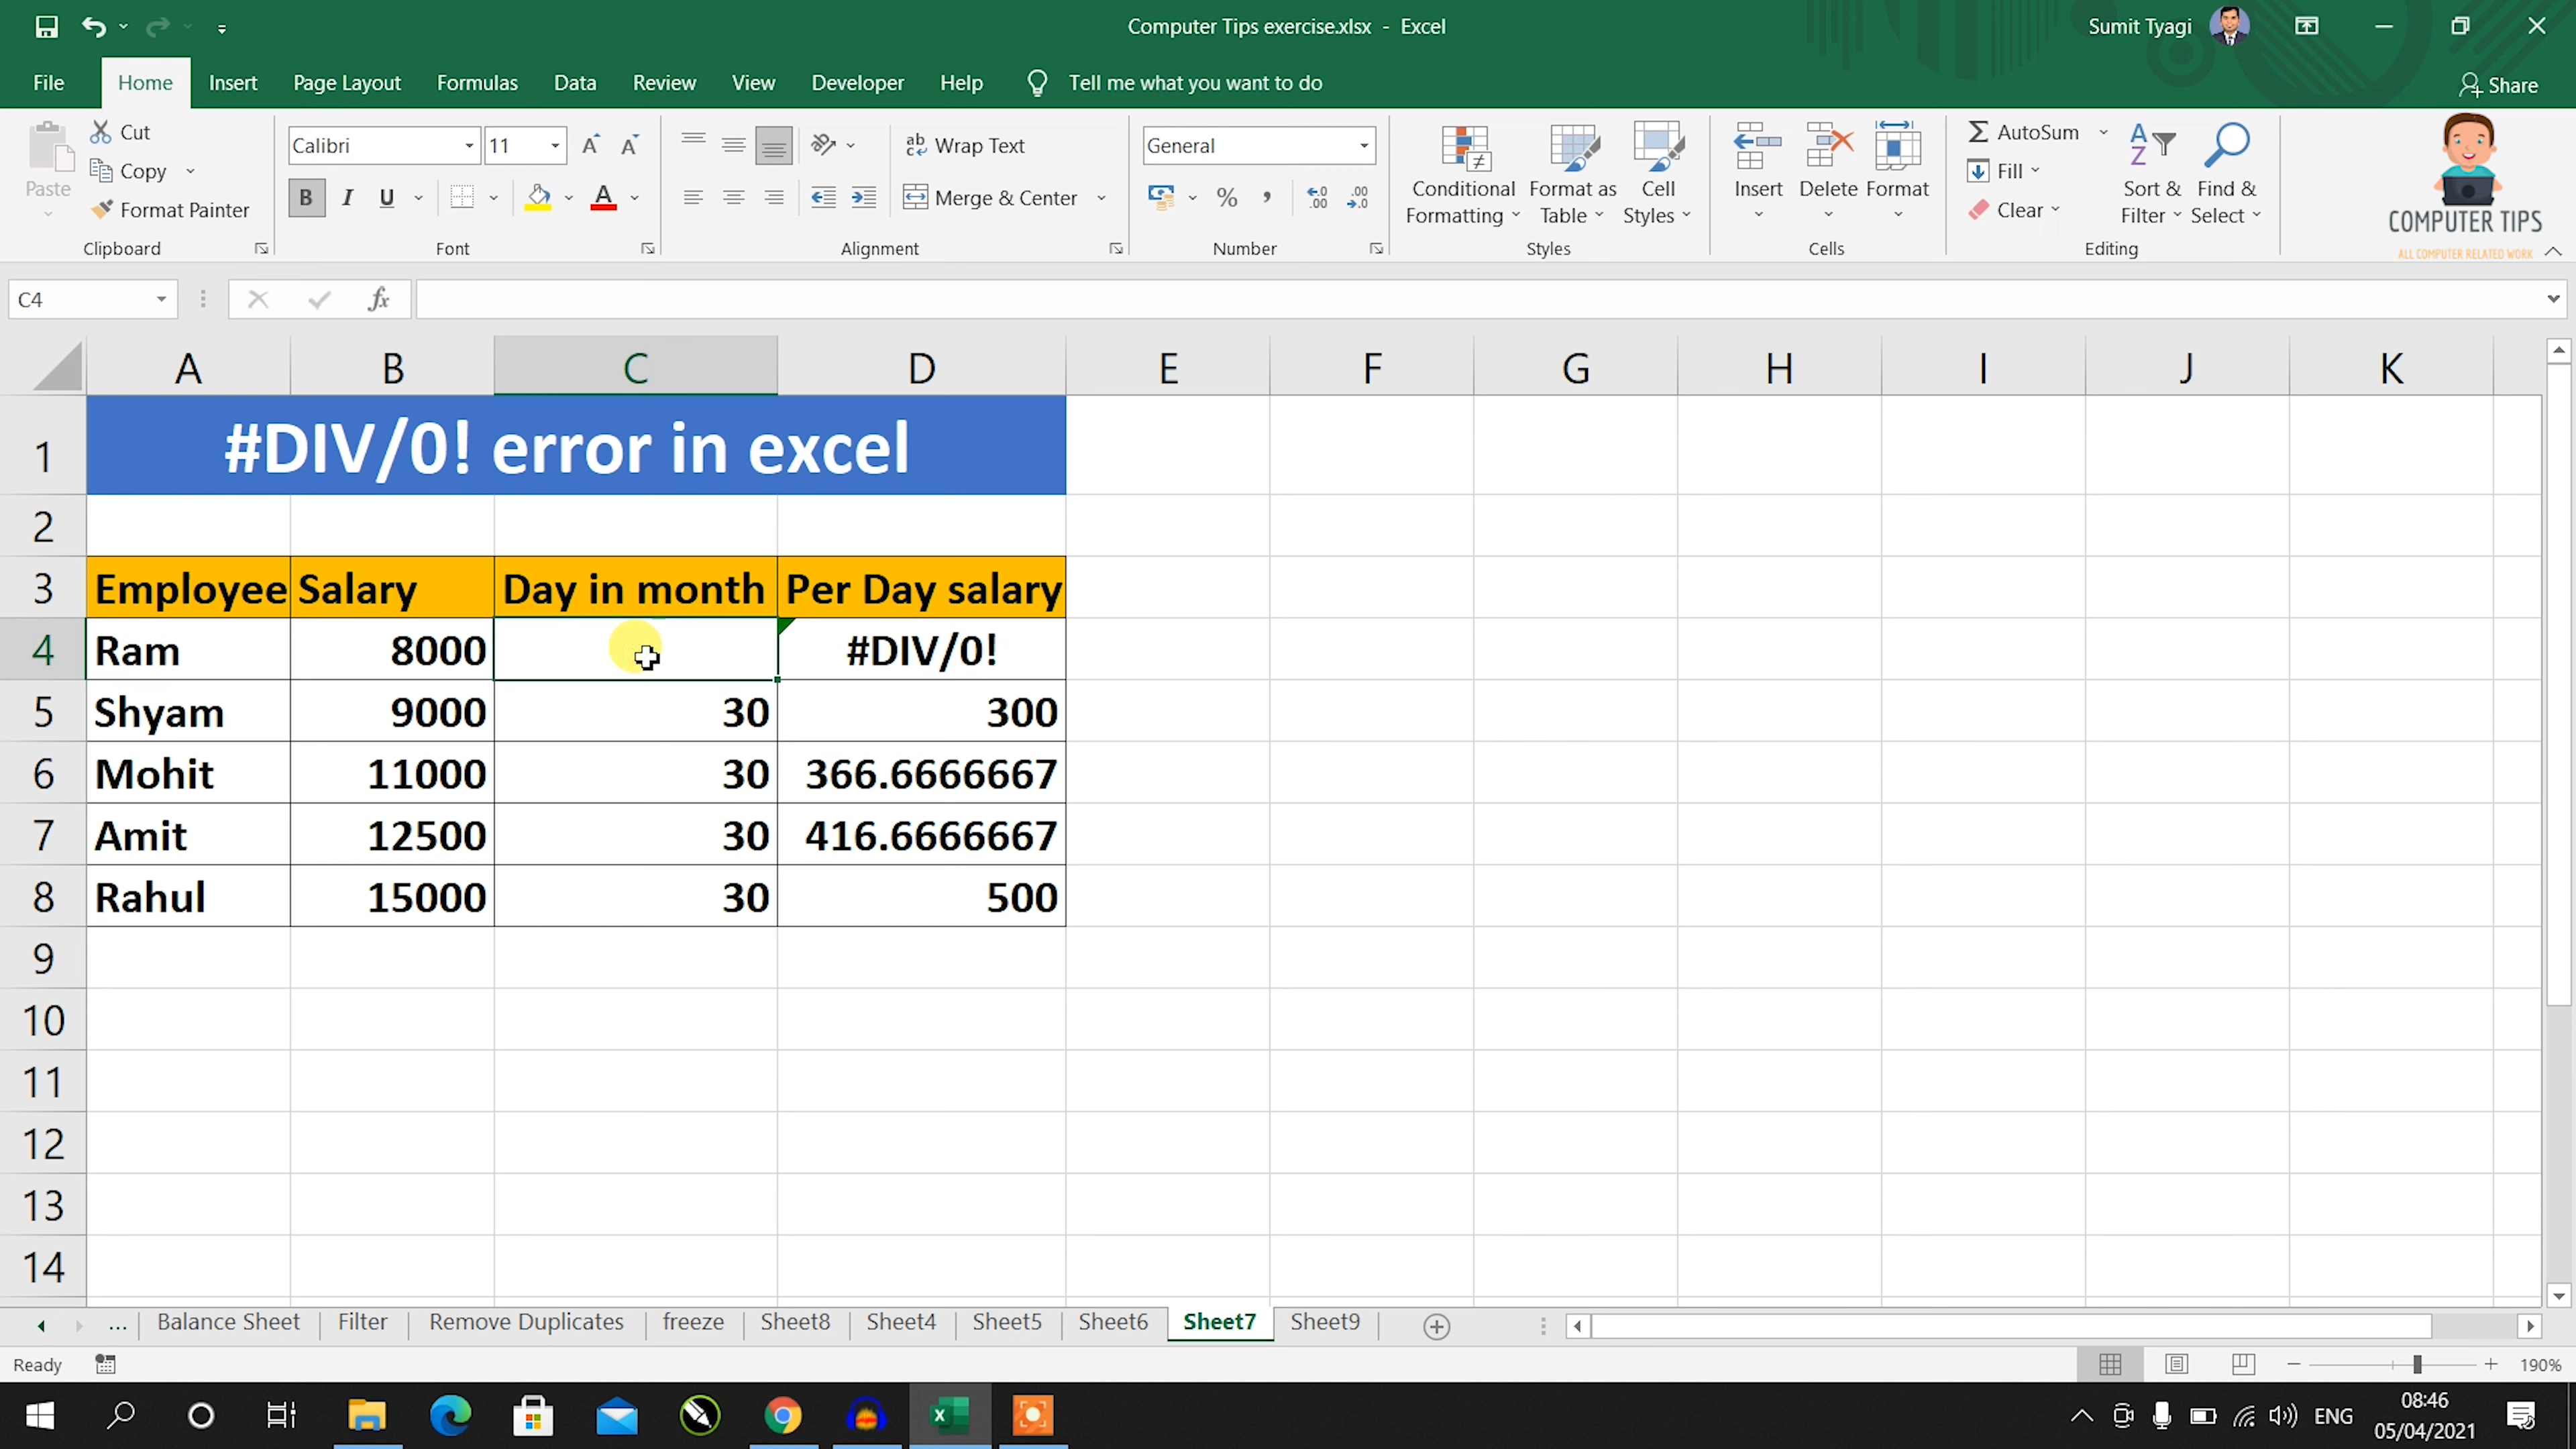 Computer Tips exercise.xlsx - Excel
Sumit Tyagi
File Home Insert Page Layout Formulas Data Review View Developer Help Tell me what you want to do Share
Paste
Cut
Copy
Format Painter
Clipboard
Calibri 11
B I U
Font
Wrap Text
Merge & Center
Alignment
General
Number
Conditional Formatting
Format as Table
Cell Styles
Styles
Insert Delete Format
Cells
AutoSum
Fill
Clear
Sort & Filter
Find & Select
Editing
COMPUTER TIPS
ALL COMPUTER RELATED WORK
C4 fx
A B C D E F G H I J K
1 #DIV/0! error in excel
2
3 Employee Salary Day in month Per Day salary
4 Ram 8000 #DIV/0!
5 Shyam 9000 30 300
6 Mohit 11000 30 366.6666667
7 Amit 12500 30 416.6666667
8 Rahul 15000 30 500
9
10
11
12
13
14
... Balance Sheet Filter Remove Duplicates freeze Sheet8 Sheet4 Sheet5 Sheet6 Sheet7 Sheet9
Ready 190%
ENG 08:46
05/04/2021